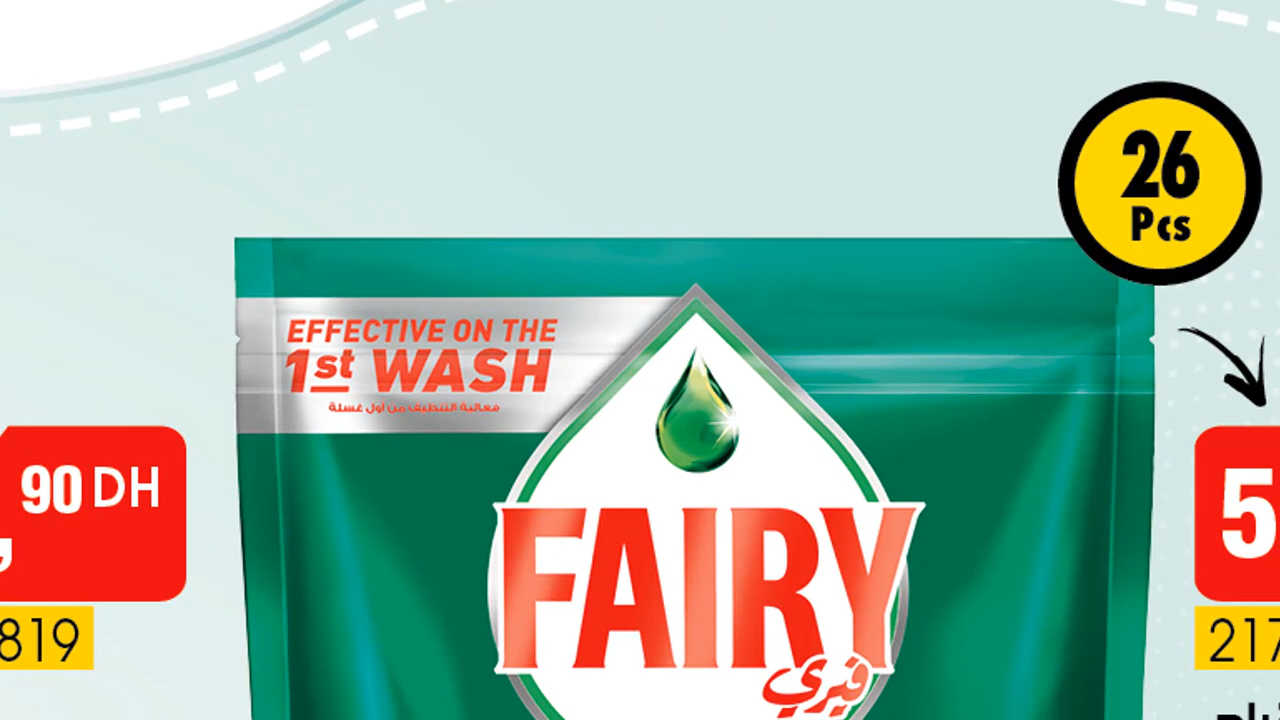 26
Pcs
EFFECTIVE ON THE
1st WASH
فعالية التنظيف من أول غسلة
90 DH
,
5
819
217
FAIRY
فيري